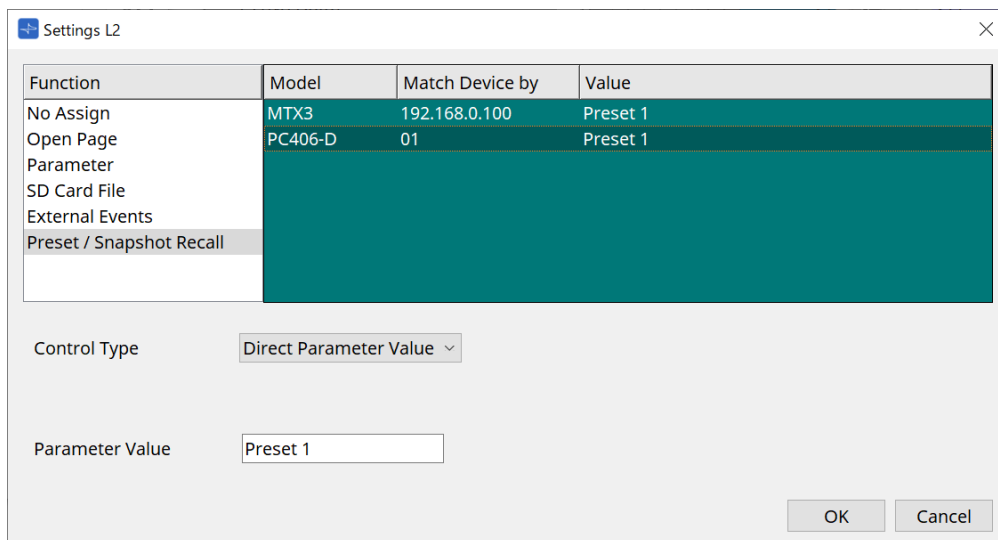 Settings L2
Function
Model Match Device by Value
No Assign
Open Page
Parameter
SD Card File
External Events
Preset / Snapshot Recall
MTX3 192.168.0.100 Preset 1
PC406-D 01 Preset 1
Control Type Direct Parameter Value
Parameter Value Preset 1
OK Cancel